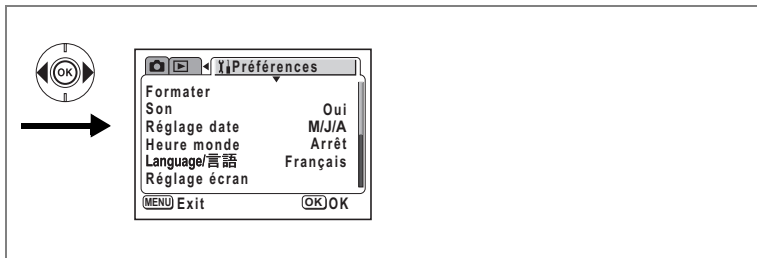 OK
Préférences
Formater
Son Oui
Réglage date M/J/A
Heure monde Arrêt
Language/言語 Français
Réglage écran
MENU Exit OK OK